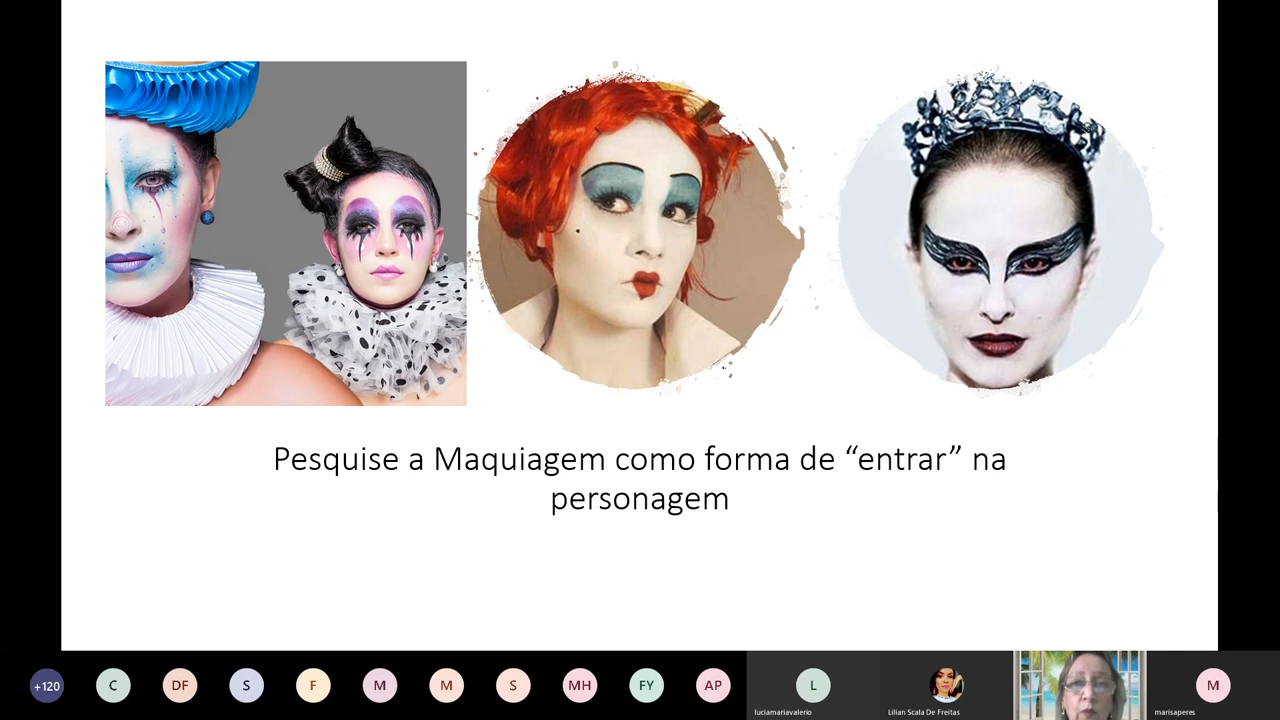 Pesquise a Maquiagem como forma de “entrar” na
personagem
+120
C
DF
S
F
M
M
S
MH
FY
AP
L
luciamariavalerio
Lilian Scala De Freitas
M
marisaperes